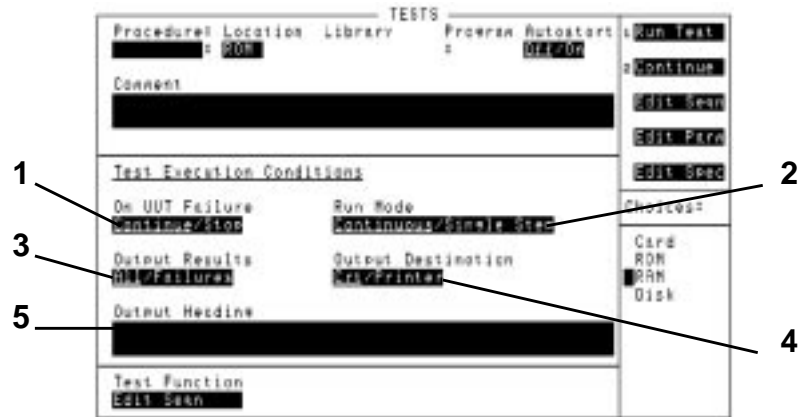 TESTS
Procedure: Location Library Program Autostart
: ROM : Off/On
Comment
Test Execution Conditions
On UUT Failure Run Mode
Continue/Stop Continuous/Single Step
Output Results Output Destination
All/Failures Crt/Printer
Output Heading
Test Function
Edit Seqn
1 Run Test
2 Continue
Edit Seqn
Edit Parm
Edit Spec
Choices:
Card
ROM
RAM
Disk
1
2
3
4
5